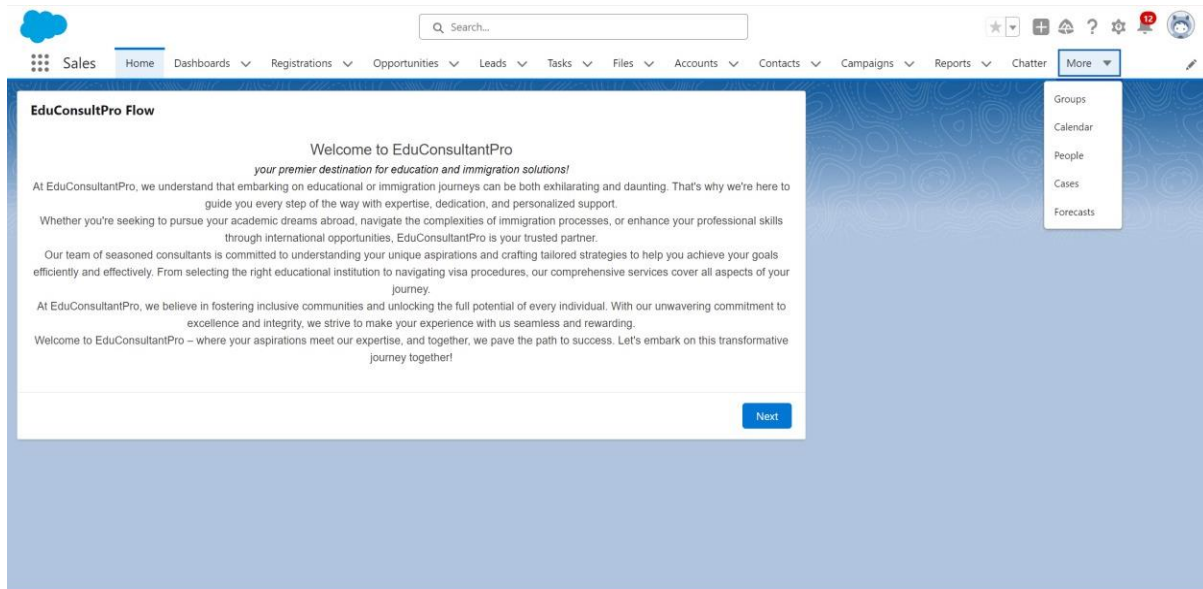 Search...
12
Sales Home Dashboards Registrations Opportunities Leads Tasks Files Accounts Contacts Campaigns Reports Chatter More
Groups
Calendar
People
Cases
Forecasts
EduConsultPro Flow
Welcome to EduConsultantPro
your premier destination for education and immigration solutions!
At EduConsultantPro, we understand that embarking on educational or immigration journeys can be both exhilarating and daunting. That's why we're here to
guide you every step of the way with expertise, dedication, and personalized support.
Whether you're seeking to pursue your academic dreams abroad, navigate the complexities of immigration processes, or enhance your professional skills
through international opportunities, EduConsultantPro is your trusted partner.
Our team of seasoned consultants is committed to understanding your unique aspirations and crafting tailored strategies to help you achieve your goals
efficiently and effectively. From selecting the right educational institution to navigating visa procedures, our comprehensive services cover all aspects of your
journey.
At EduConsultantPro, we believe in fostering inclusive communities and unlocking the full potential of every individual. With our unwavering commitment to
excellence and integrity, we strive to make your experience with us seamless and rewarding.
Welcome to EduConsultantPro – where your aspirations meet our expertise, and together, we pave the path to success. Let's embark on this transformative
journey together!
Next